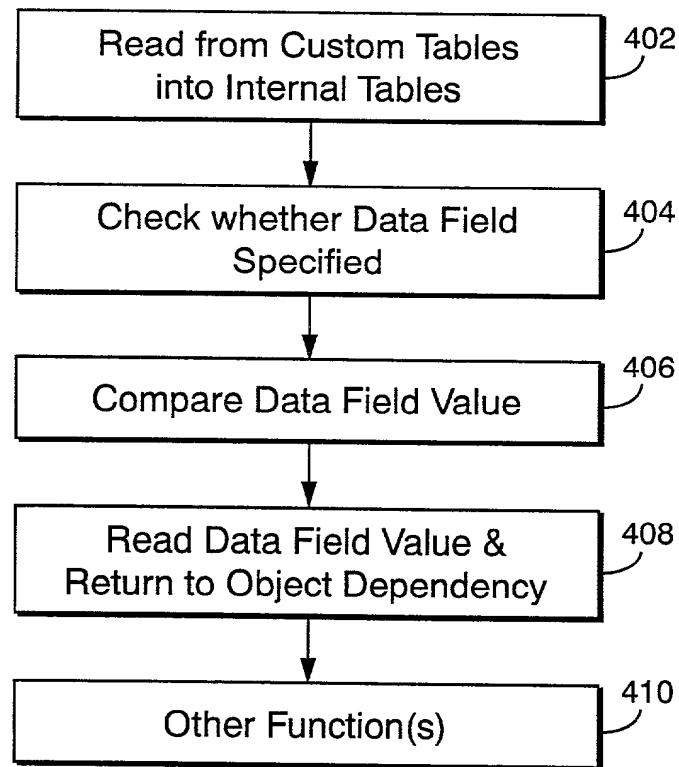 Read from Custom Tables
into Internal Tables
402
Check whether Data Field
Specified
404
Compare Data Field Value
406
Read Data Field Value &
Return to Object Dependency
408
Other Function(s)
410